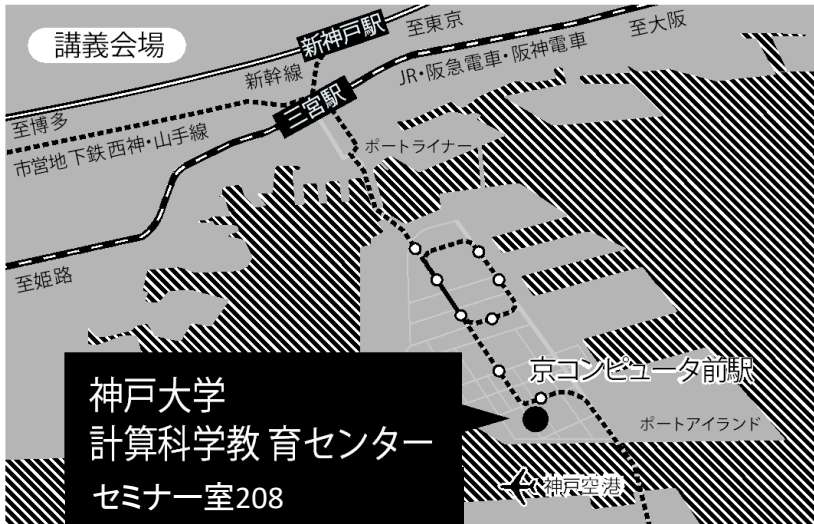 講義会場
新神戸駅
至東京
至大阪
新幹線
JR・阪急電車・阪神電車
至博多
三宮駅
市営地下鉄西神・山手線
ポートライナー
至姫路
京コンピュータ前駅
神戸大学
計算科学教育センター
セミナー室208
ポートアイランド
神戸空港